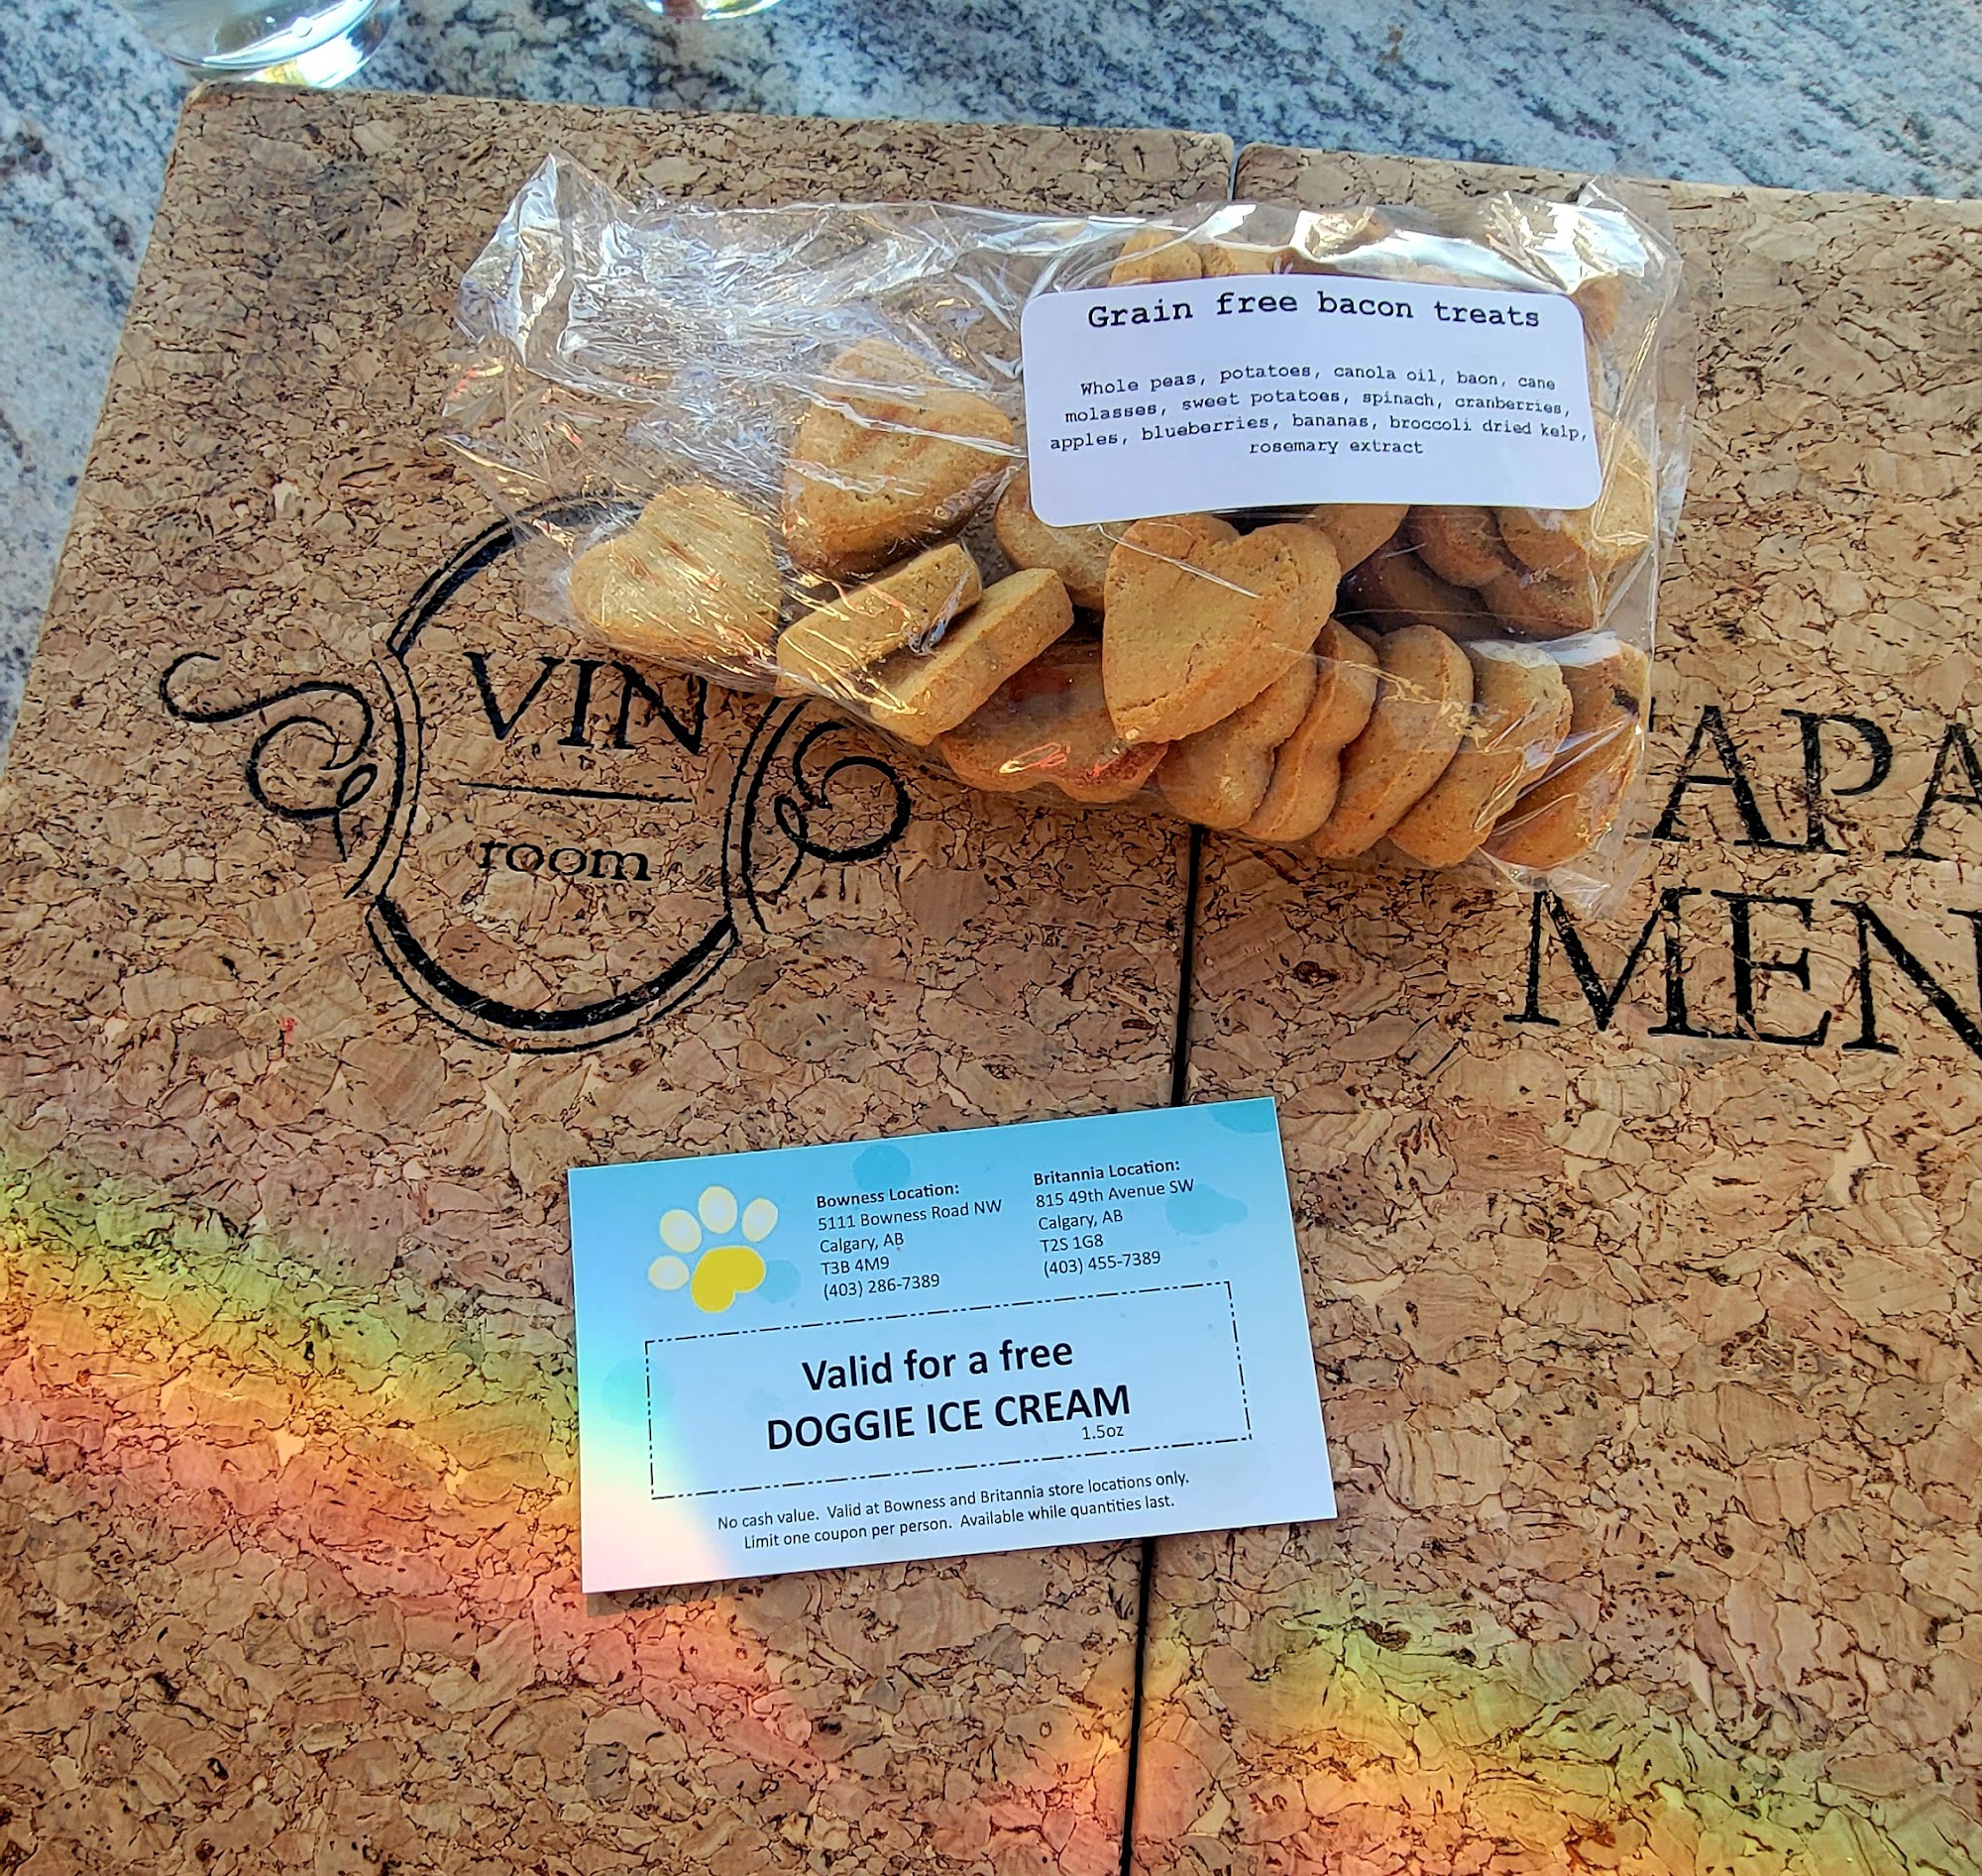 Grain free bacon treats
Whole peas, potatoes, canola oil, baon, cane
molasses, sweet potatoes, spinach, cranberries,
apples, blueberries, bananas, broccoli dried kelp,
rosemary extract
VIN
room
APA
MEN
Bowness Location:
5111 Bowness Road NW
Calgary, AB
T3B 4M9
(403) 286-7389
Britannia Location:
815 49th Avenue SW
Calgary, AB
T2S 1G8
(403) 455-7389
Valid for a free
DOGGIE ICE CREAM
1.5oz
No cash value. Valid at Bowness and Britannia store locations only.
Limit one coupon per person. Available while quantities last.